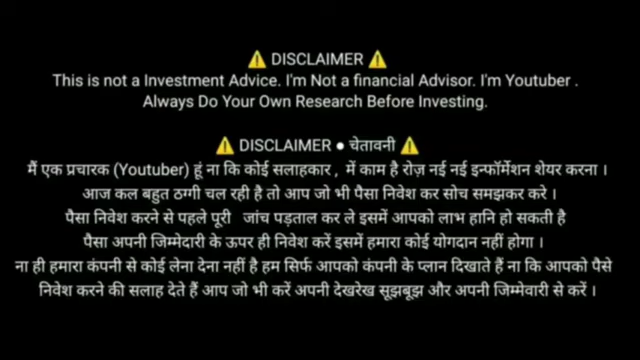 ⚠️ DISCLAIMER ⚠️
This is not a Investment Advice. I'm Not a financial Advisor. I'm Youtuber .
Always Do Your Own Research Before Investing.
⚠️ DISCLAIMER ● चेतावनी ⚠️
मैं एक प्रचारक (Youtuber) हूं ना कि कोई सलाहकार , में काम है रोज़ नई नई इन्फॉर्मेशन शेयर करना ।
आज कल बहुत ठग्गी चल रही है तो आप जो भी पैसा निवेश कर सोच समझकर करे ।
पैसा निवेश करने से पहले पूरी जांच पड़ताल कर ले इसमें आपको लाभ हानि हो सकती है
पैसा अपनी जिम्मेदारी के ऊपर ही निवेश करें इसमें हमारा कोई योगदान नहीं होगा ।
ना ही हमारा कंपनी से कोई लेना देना नहीं है हम सिर्फ आपको कंपनी के प्लान दिखाते हैं ना कि आपको पैसे
निवेश करने की सलाह देते हैं आप जो भी करें अपनी देखरेख सूझबूझ और अपनी जिम्मेवारी से करें ।